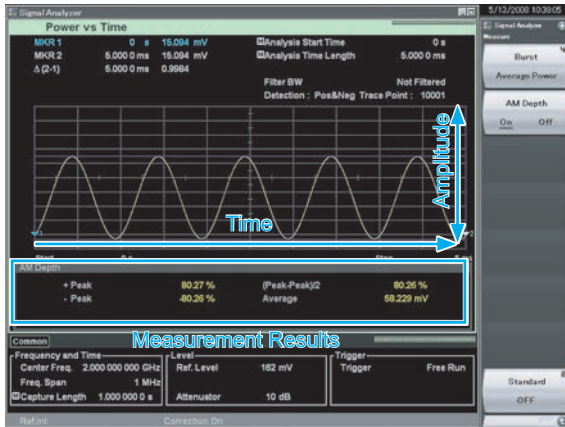 Signal Analyzer
5/13/2008 10:38:05
Power vs Time
MKR 1 0 s 15.094 mV
MKR 2 5.000 0 ms 15.094 mV
Δ (2-1) 5.000 0 ms 0.9984
Analysis Start Time 0 s
Analysis Time Length 5.000 0 ms
Filter BW Not Filtered
Detection : Pos&Neg Trace Point : 10001
Amplitude
Time
Start 0 s Stop 5 ms
AM Depth
+ Peak 80.27 % (Peak-Peak)/2 80.26 %
- Peak -80.26 % Average 58.229 mV
Measurement Results
Common
Frequency and Time
Center Freq. 2.000 000 000 GHz
Freq. Span 1 MHz
Capture Length 1.000 000 0 s
Level
Ref. Level 162 mV
Attenuator 10 dB
Trigger
Trigger Free Run
Ref.Int Correction On
Signal Analyzer
Measure
Burst
Average Power
AM Depth
On Off
Standard
OFF